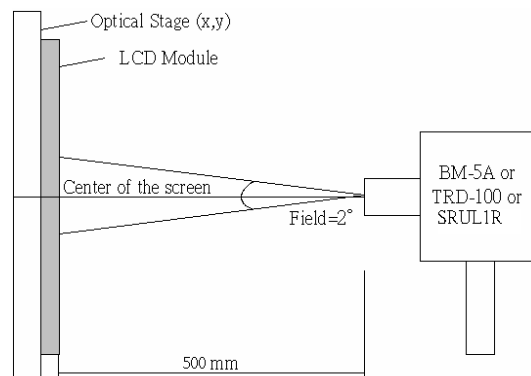 Optical Stage (x,y)
LCD Module
Center of the screen
Field=2°
BM-5A or
TRD-100 or
SRUL1R
500 mm